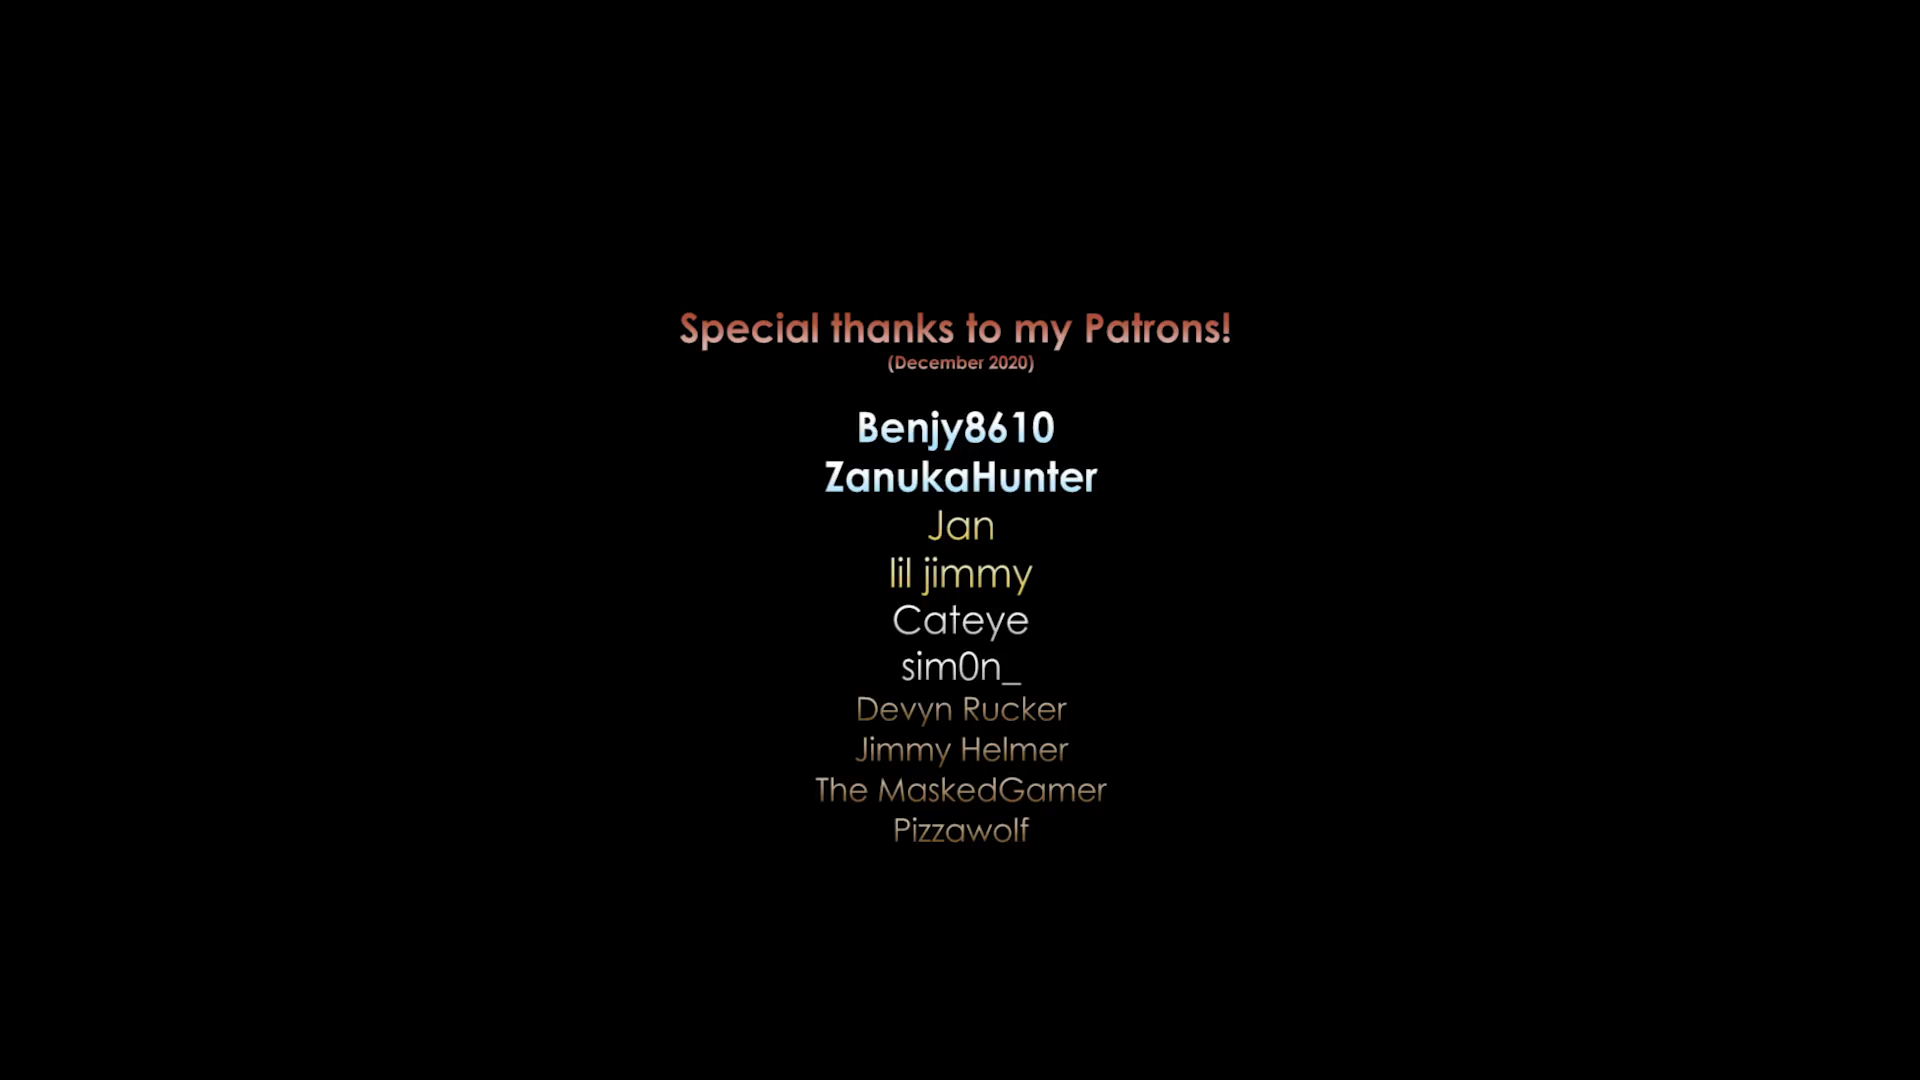 Special thanks to my Patrons!
(December 2020)
Benjy8610
ZanukaHunter
Jan
lil jimmy
Cateye
sim0n_
Devyn Rucker
Jimmy Helmer
The MaskedGamer
Pizzawolf